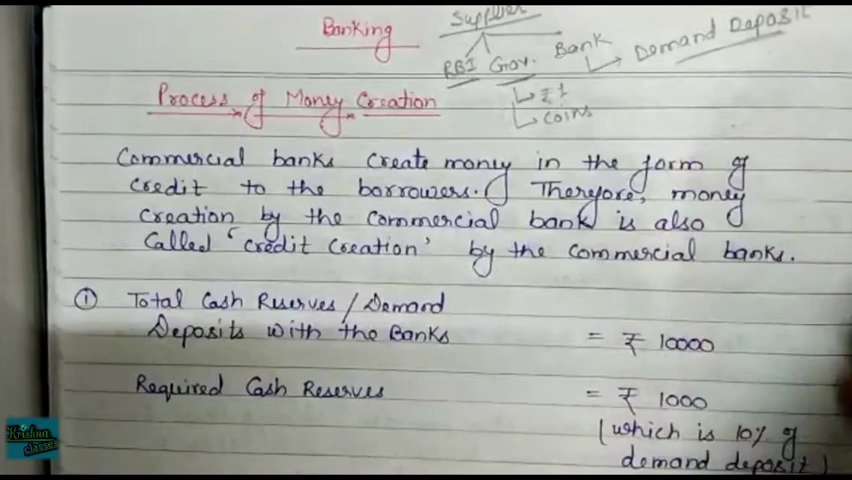 Banking
Supplier
RBI Gov. Bank
Demand Deposit
₹1
coins
Process of Money Creation
Commercial banks create money in the form of
credit to the borrowers. Therefore, money
creation by the commercial bank is also
Called 'credit creation' by the commercial banks.
① Total Cash Reserves/Demand
Deposits with the Banks = ₹ 10000
Required Cash Reserves = ₹ 1000
(which is 10% of
demand deposit)
Krishna
classes